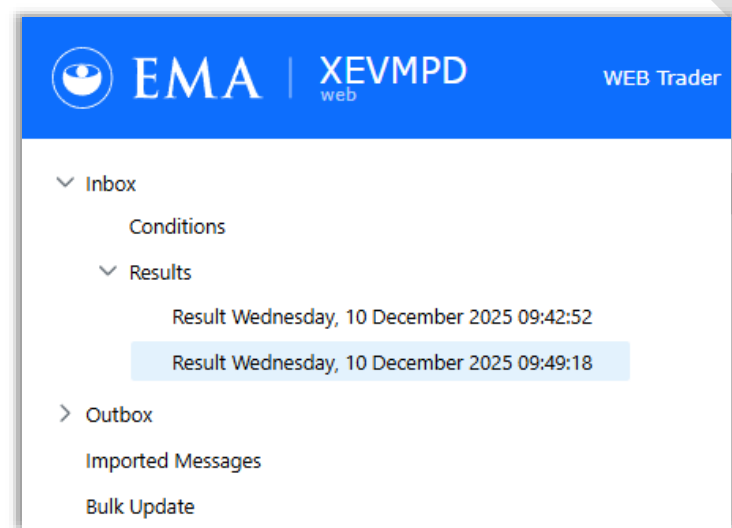 EMA | XEVMPD
web
WEB Trader
Inbox
Conditions
Results
Result Wednesday, 10 December 2025 09:42:52
Result Wednesday, 10 December 2025 09:49:18
Outbox
Imported Messages
Bulk Update